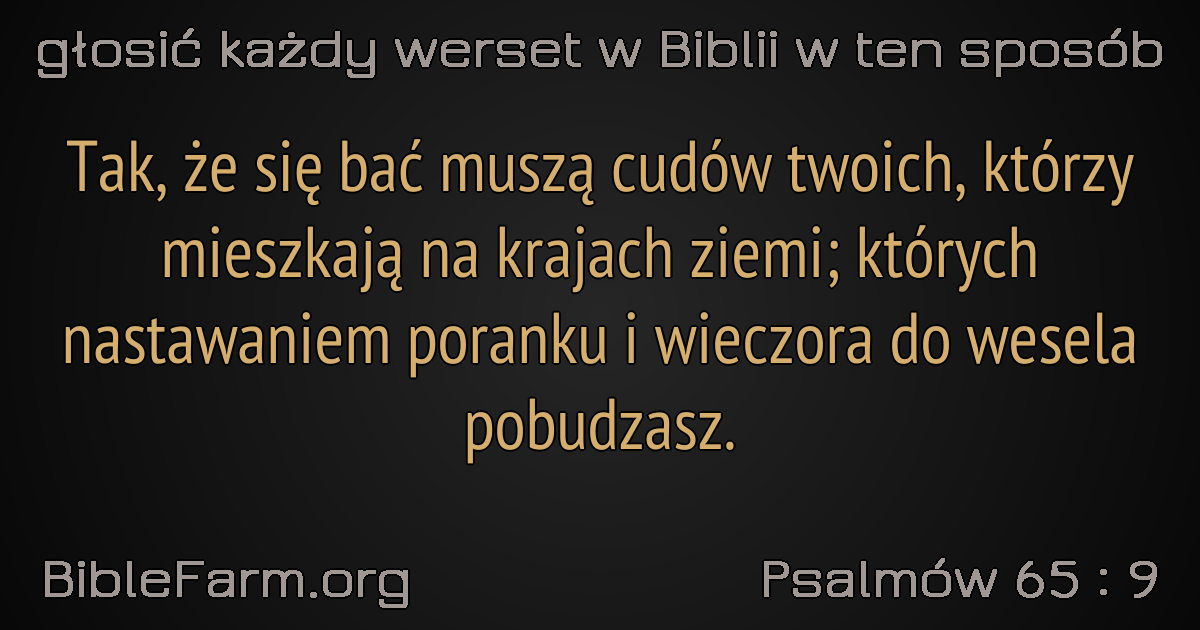 głosić każdy werset w Biblii w ten sposób
Tak, że się bać muszą cudów twoich, którzy
mieszkają na krajach ziemi; których
nastawaniem poranku i wieczora do wesela
pobudzasz.
BibleFarm.org
Psalmów 65 : 9